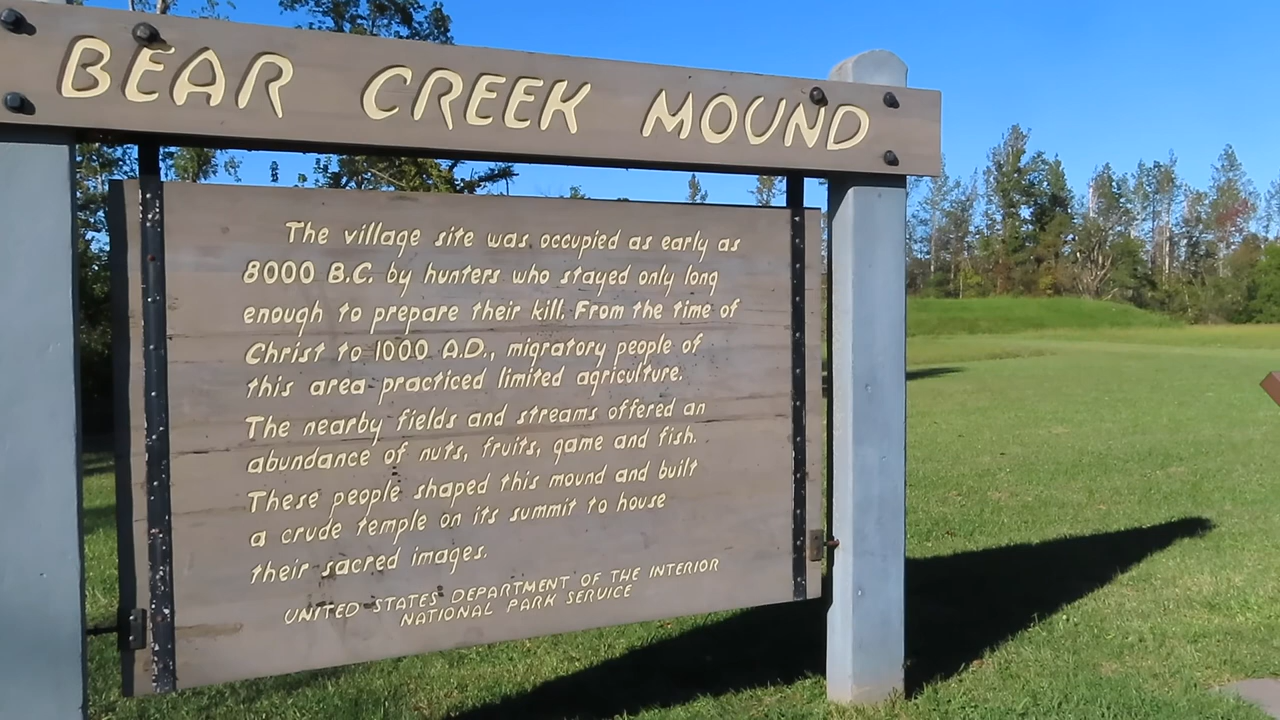 BEAR CREEK MOUND
The village site was occupied as early as
8000 B.C. by hunters who stayed only long
enough to prepare their kill. From the time of
Christ to 1000 A.D., migratory people of
this area practiced limited agriculture.
The nearby fields and streams offered an
abundance of nuts, fruits, game and fish.
These people shaped this mound and built
a crude temple on its summit to house
their sacred images.
UNITED STATES DEPARTMENT OF THE INTERIOR
NATIONAL PARK SERVICE